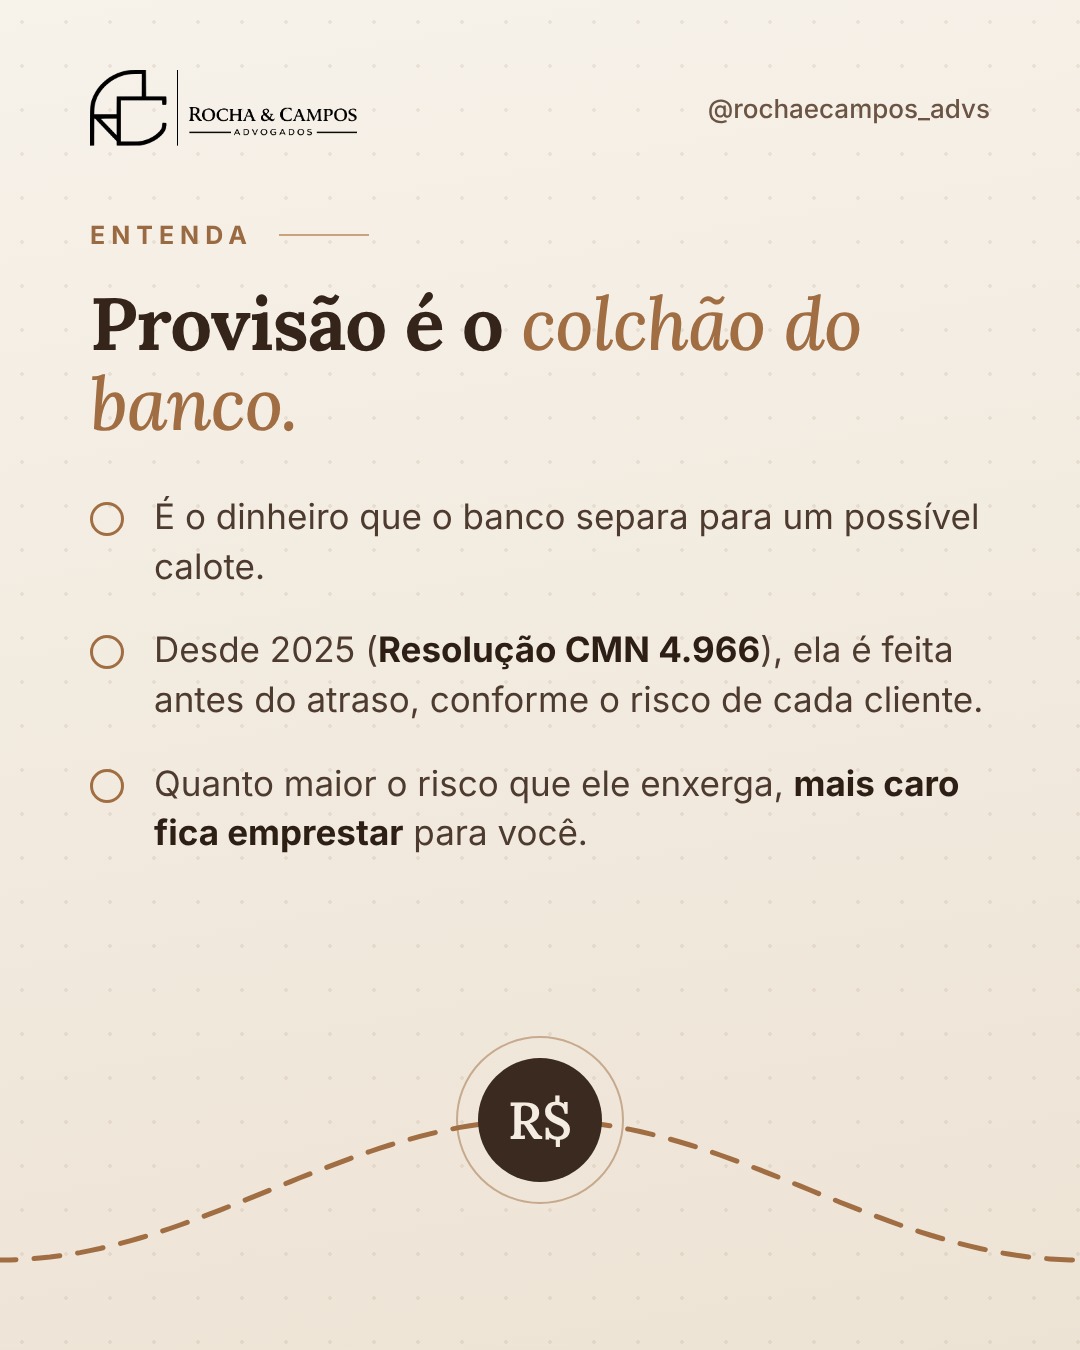 ROCHA & CAMPOS
ADVOGADOS
@rochaecampos_advs
ENTENDA
Provisão é o colchão do
banco.
É o dinheiro que o banco separa para um possível
calote.
Desde 2025 (Resolução CMN 4.966), ela é feita
antes do atraso, conforme o risco de cada cliente.
Quanto maior o risco que ele enxerga, mais caro
fica emprestar para você.
R$